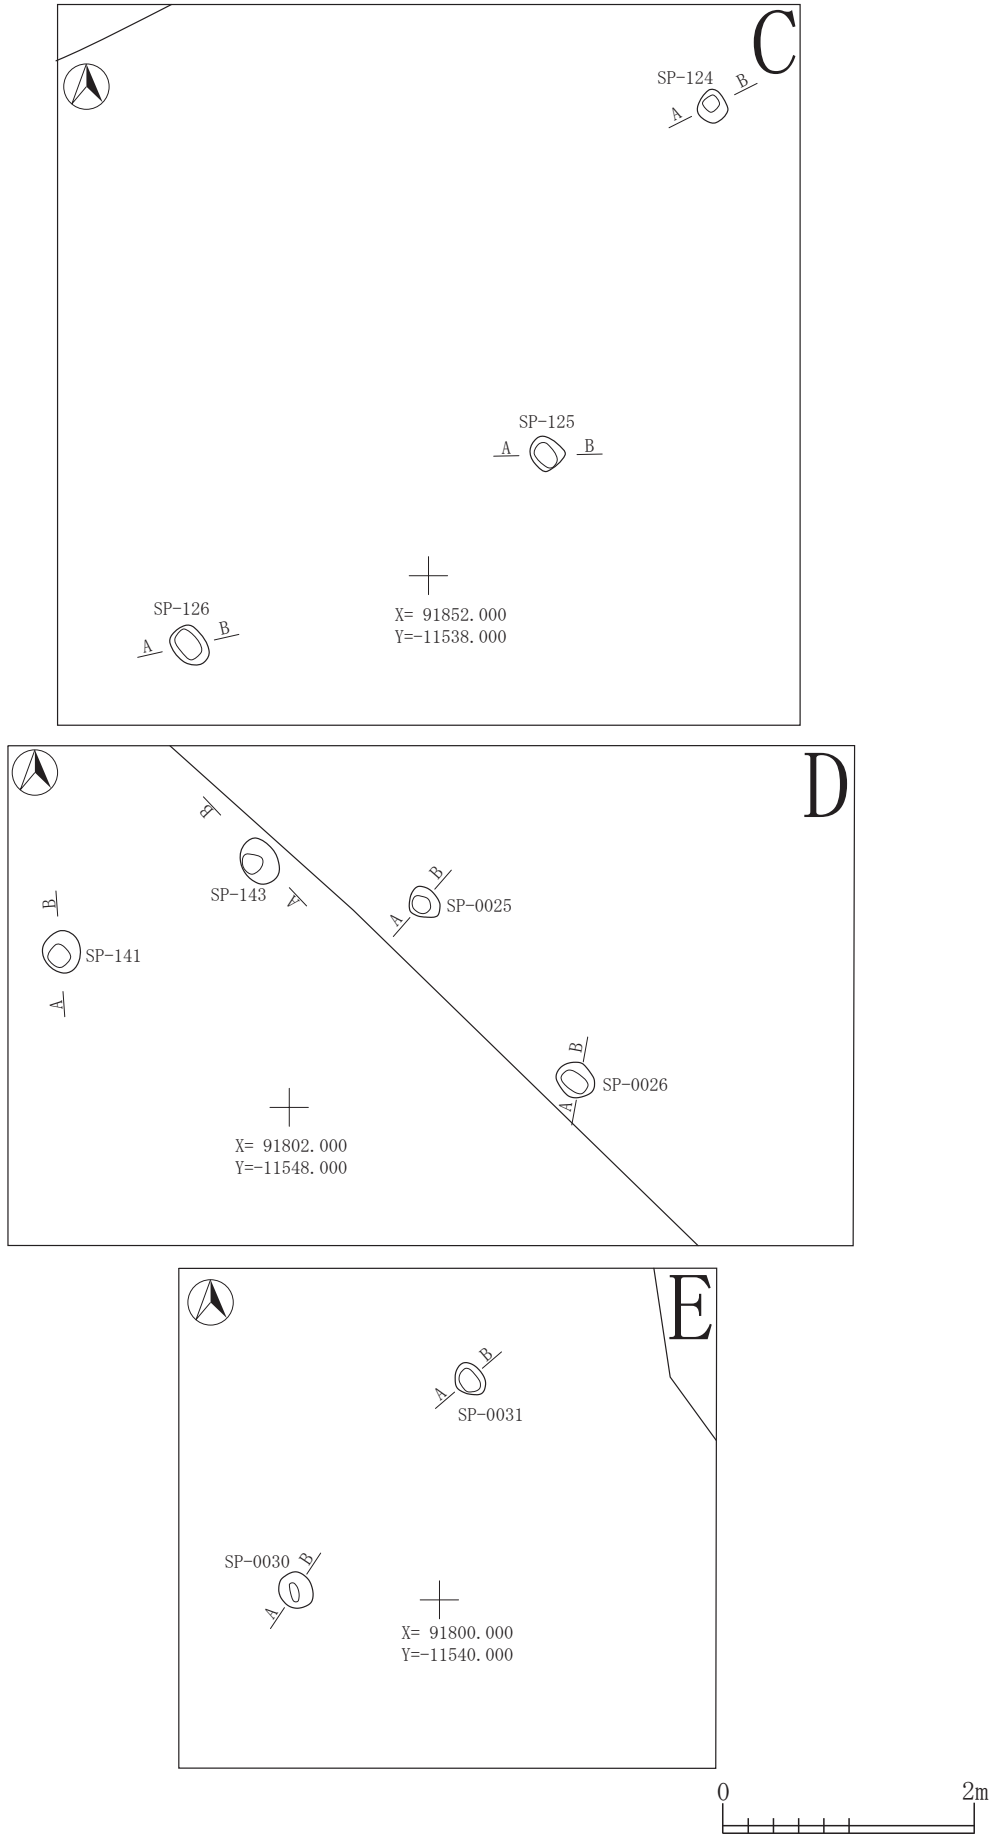 C
SP-124
A
B
SP-125
A
B
X= 91852.000
Y=-11538.000
SP-126
A
B
D
B
SP-143
A
B
SP-141
A
B
SP-0025
A
B
SP-0026
A
X= 91802.000
Y=-11548.000
E
B
A
SP-0031
SP-0030
B
A
X= 91800.000
Y=-11540.000
0
2m